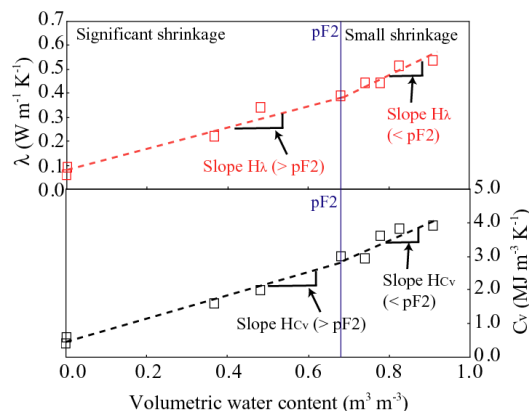 Significant shrinkage
pF2
Small shrinkage
0.7
0.6
0.5
0.4
0.3
0.2
0.1
0.0
λ (W m⁻¹ K⁻¹)
Slope Hλ
(< pF2)
Slope Hλ (> pF2)
pF2
5.0
4.0
3.0
2.0
1.0
0.0
Cv (MJ m⁻³ K⁻¹)
Slope HCv
(< pF2)
Slope HCv (> pF2)
0.0 0.2 0.4 0.6 0.8 1.0
Volumetric water content (m³ m⁻³)